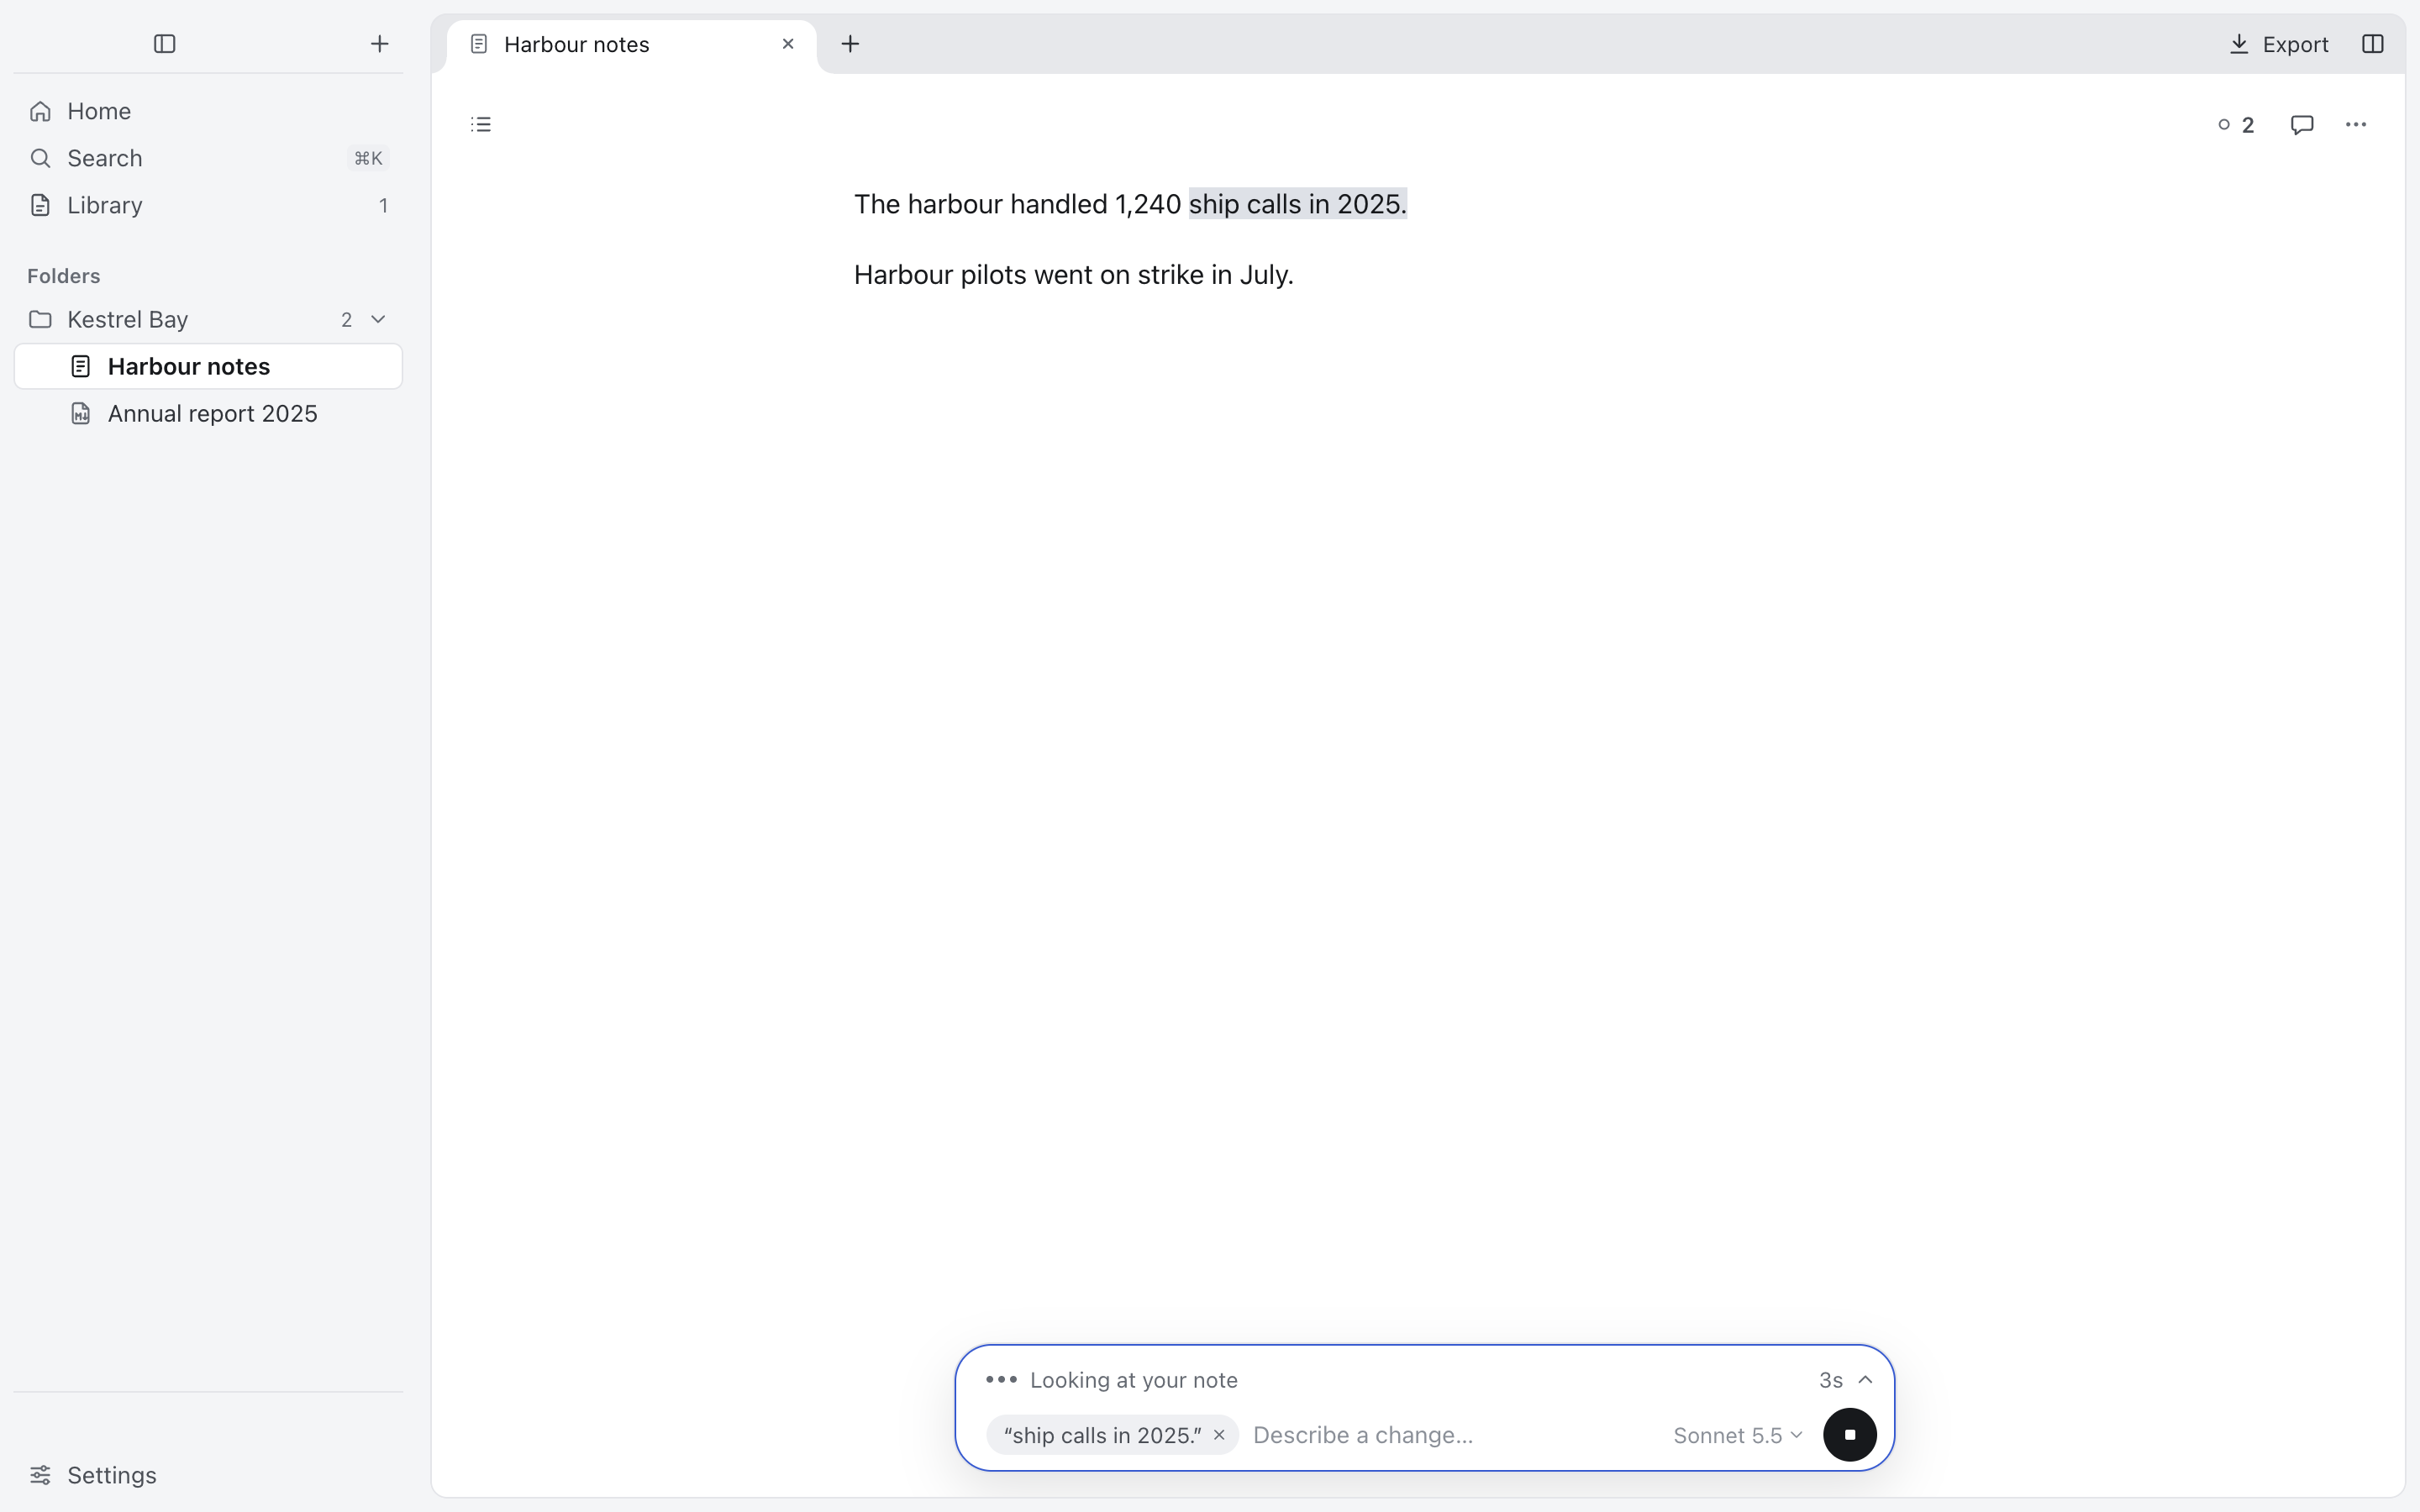 Home
Search ⌘K
Library 1
Folders
Kestrel Bay 2
Harbour notes
Annual report 2025
Settings
Harbour notes
Export
2
The harbour handled 1,240 ship calls in 2025.
Harbour pilots went on strike in July.
Looking at your note 3s
“ship calls in 2025.” Describe a change... Sonnet 5.5